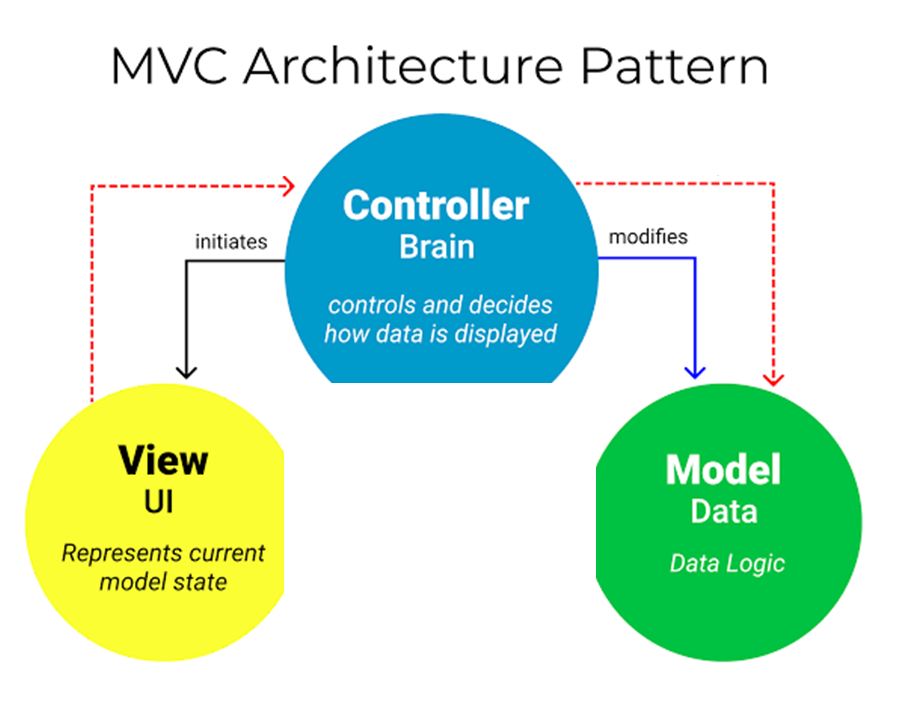 MVC Architecture Pattern
Controller
Brain
controls and decides
how data is displayed
initiates
modifies
View
UI
Represents current
model state
Model
Data
Data Logic